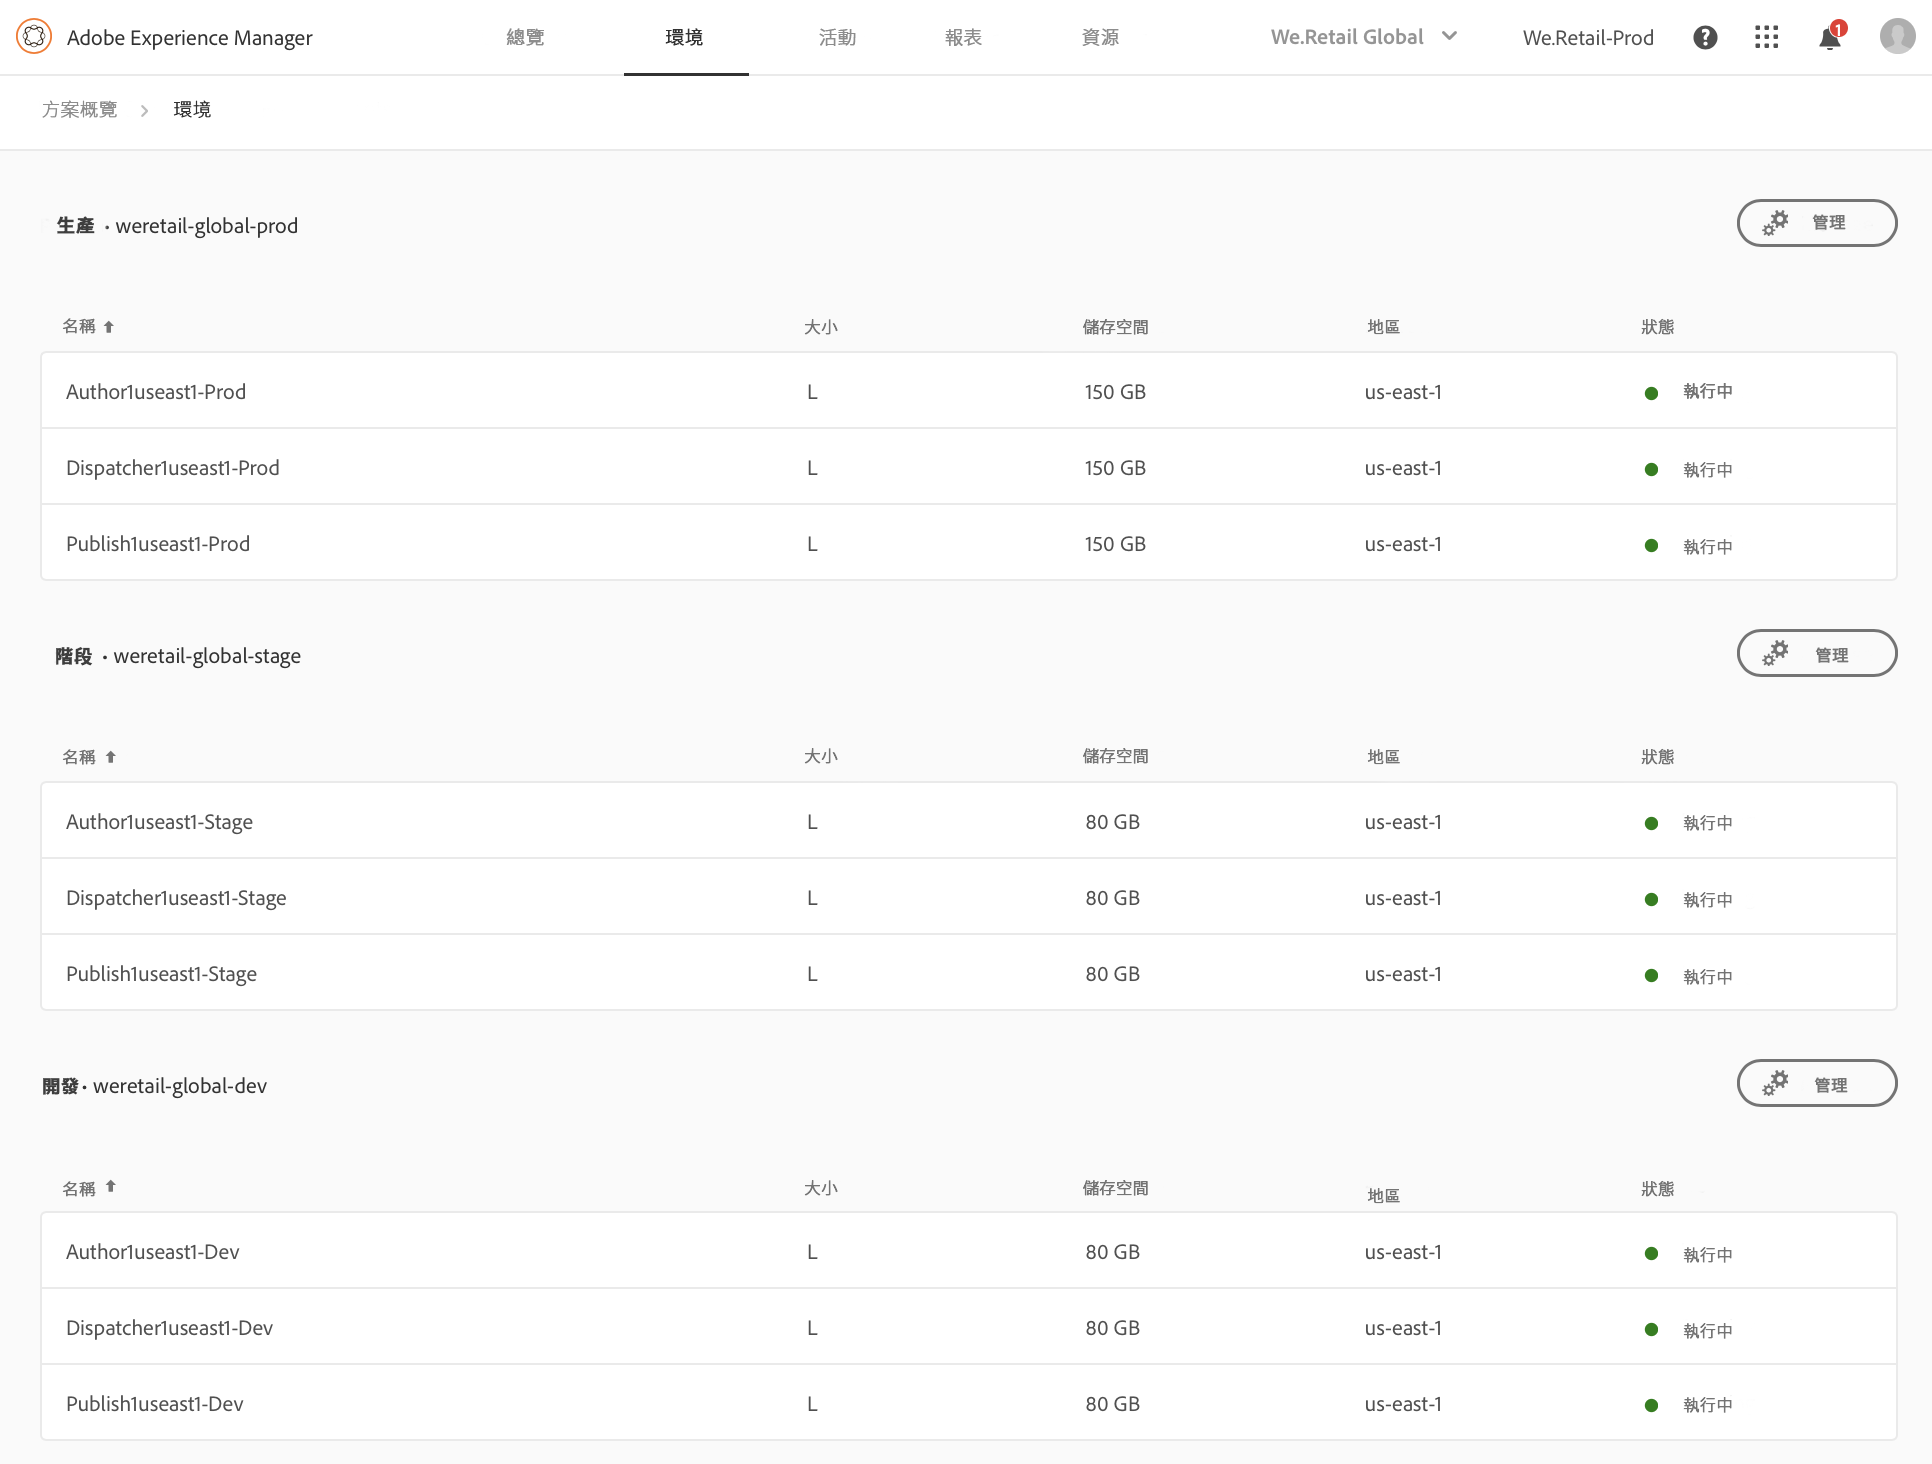 Adobe Experience Manager 總覽 環境 活動 報表 資源 We.Retail Global We.Retail-Prod 1
方案概覽 環境
生產 • weretail-global-prod 管理
名稱 大小 儲存空間 地區 狀態
Author1useast1-Prod L 150 GB us-east-1 執行中
Dispatcher1useast1-Prod L 150 GB us-east-1 執行中
Publish1useast1-Prod L 150 GB us-east-1 執行中
階段 • weretail-global-stage 管理
名稱 大小 儲存空間 地區 狀態
Author1useast1-Stage L 80 GB us-east-1 執行中
Dispatcher1useast1-Stage L 80 GB us-east-1 執行中
Publish1useast1-Stage L 80 GB us-east-1 執行中
開發• weretail-global-dev 管理
名稱 大小 儲存空間 地區 狀態
Author1useast1-Dev L 80 GB us-east-1 執行中
Dispatcher1useast1-Dev L 80 GB us-east-1 執行中
Publish1useast1-Dev L 80 GB us-east-1 執行中